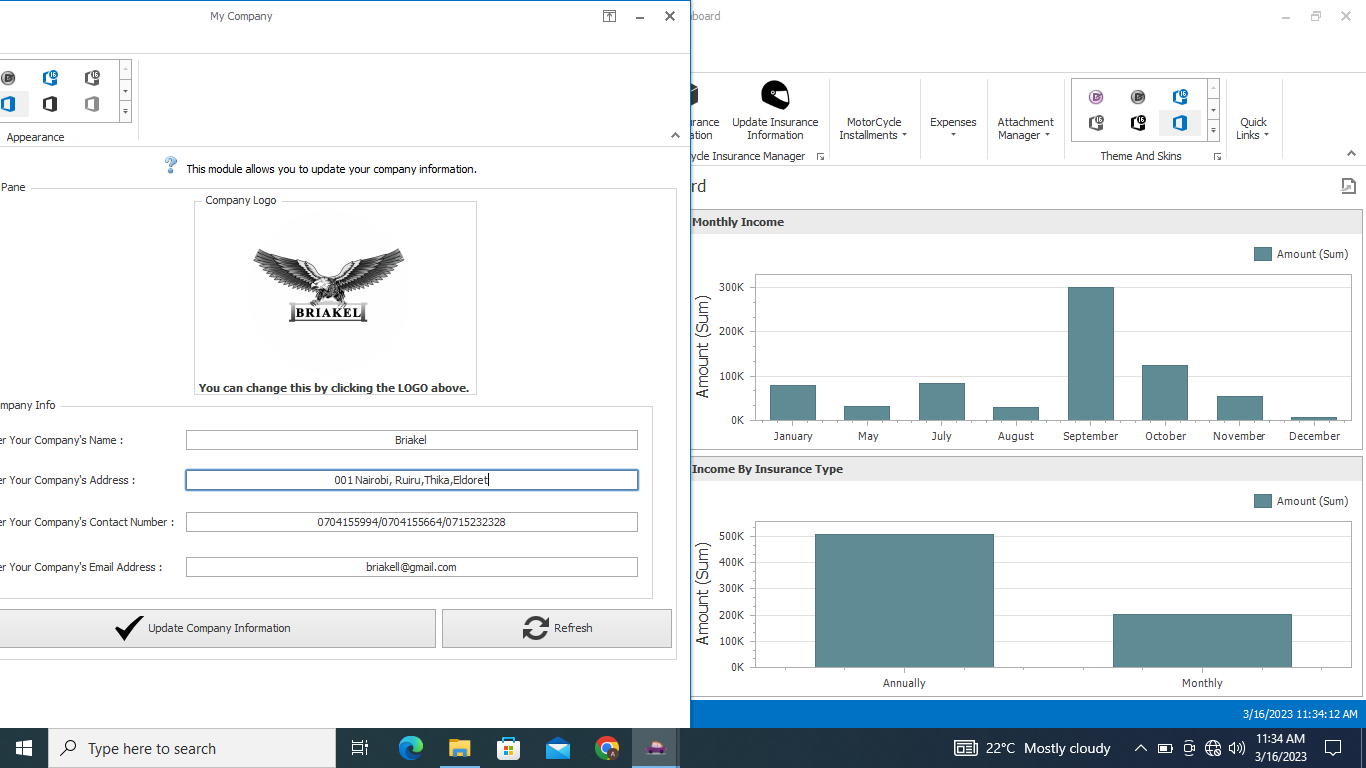 My Company
board
Appearance
This module allows you to update your company information.
Pane
Company Logo
BRIAKEL
You can change this by clicking the LOGO above.
mpany Info
er Your Company's Name :
Briakel
er Your Company's Address :
001 Nairobi, Ruiru,Thika,Eldoret
er Your Company's Contact Number :
0704155994/0704155664/0715232328
er Your Company's Email Address :
briakell@gmail.com
Update Company Information
Refresh
urance
ation
Update Insurance
Information
MotorCycle
Installments
Expenses
Attachment
Manager
Quick
Links
ycle Insurance Manager
Theme And Skins
rd
Monthly Income
Amount (Sum)
Amount (Sum)
300K
200K
100K
0K
January
May
July
August
September
October
November
December
Income By Insurance Type
Amount (Sum)
Amount (Sum)
500K
400K
300K
200K
100K
0K
Annually
Monthly
3/16/2023 11:34:12 AM
Type here to search
22°C Mostly cloudy
11:34 AM
3/16/2023